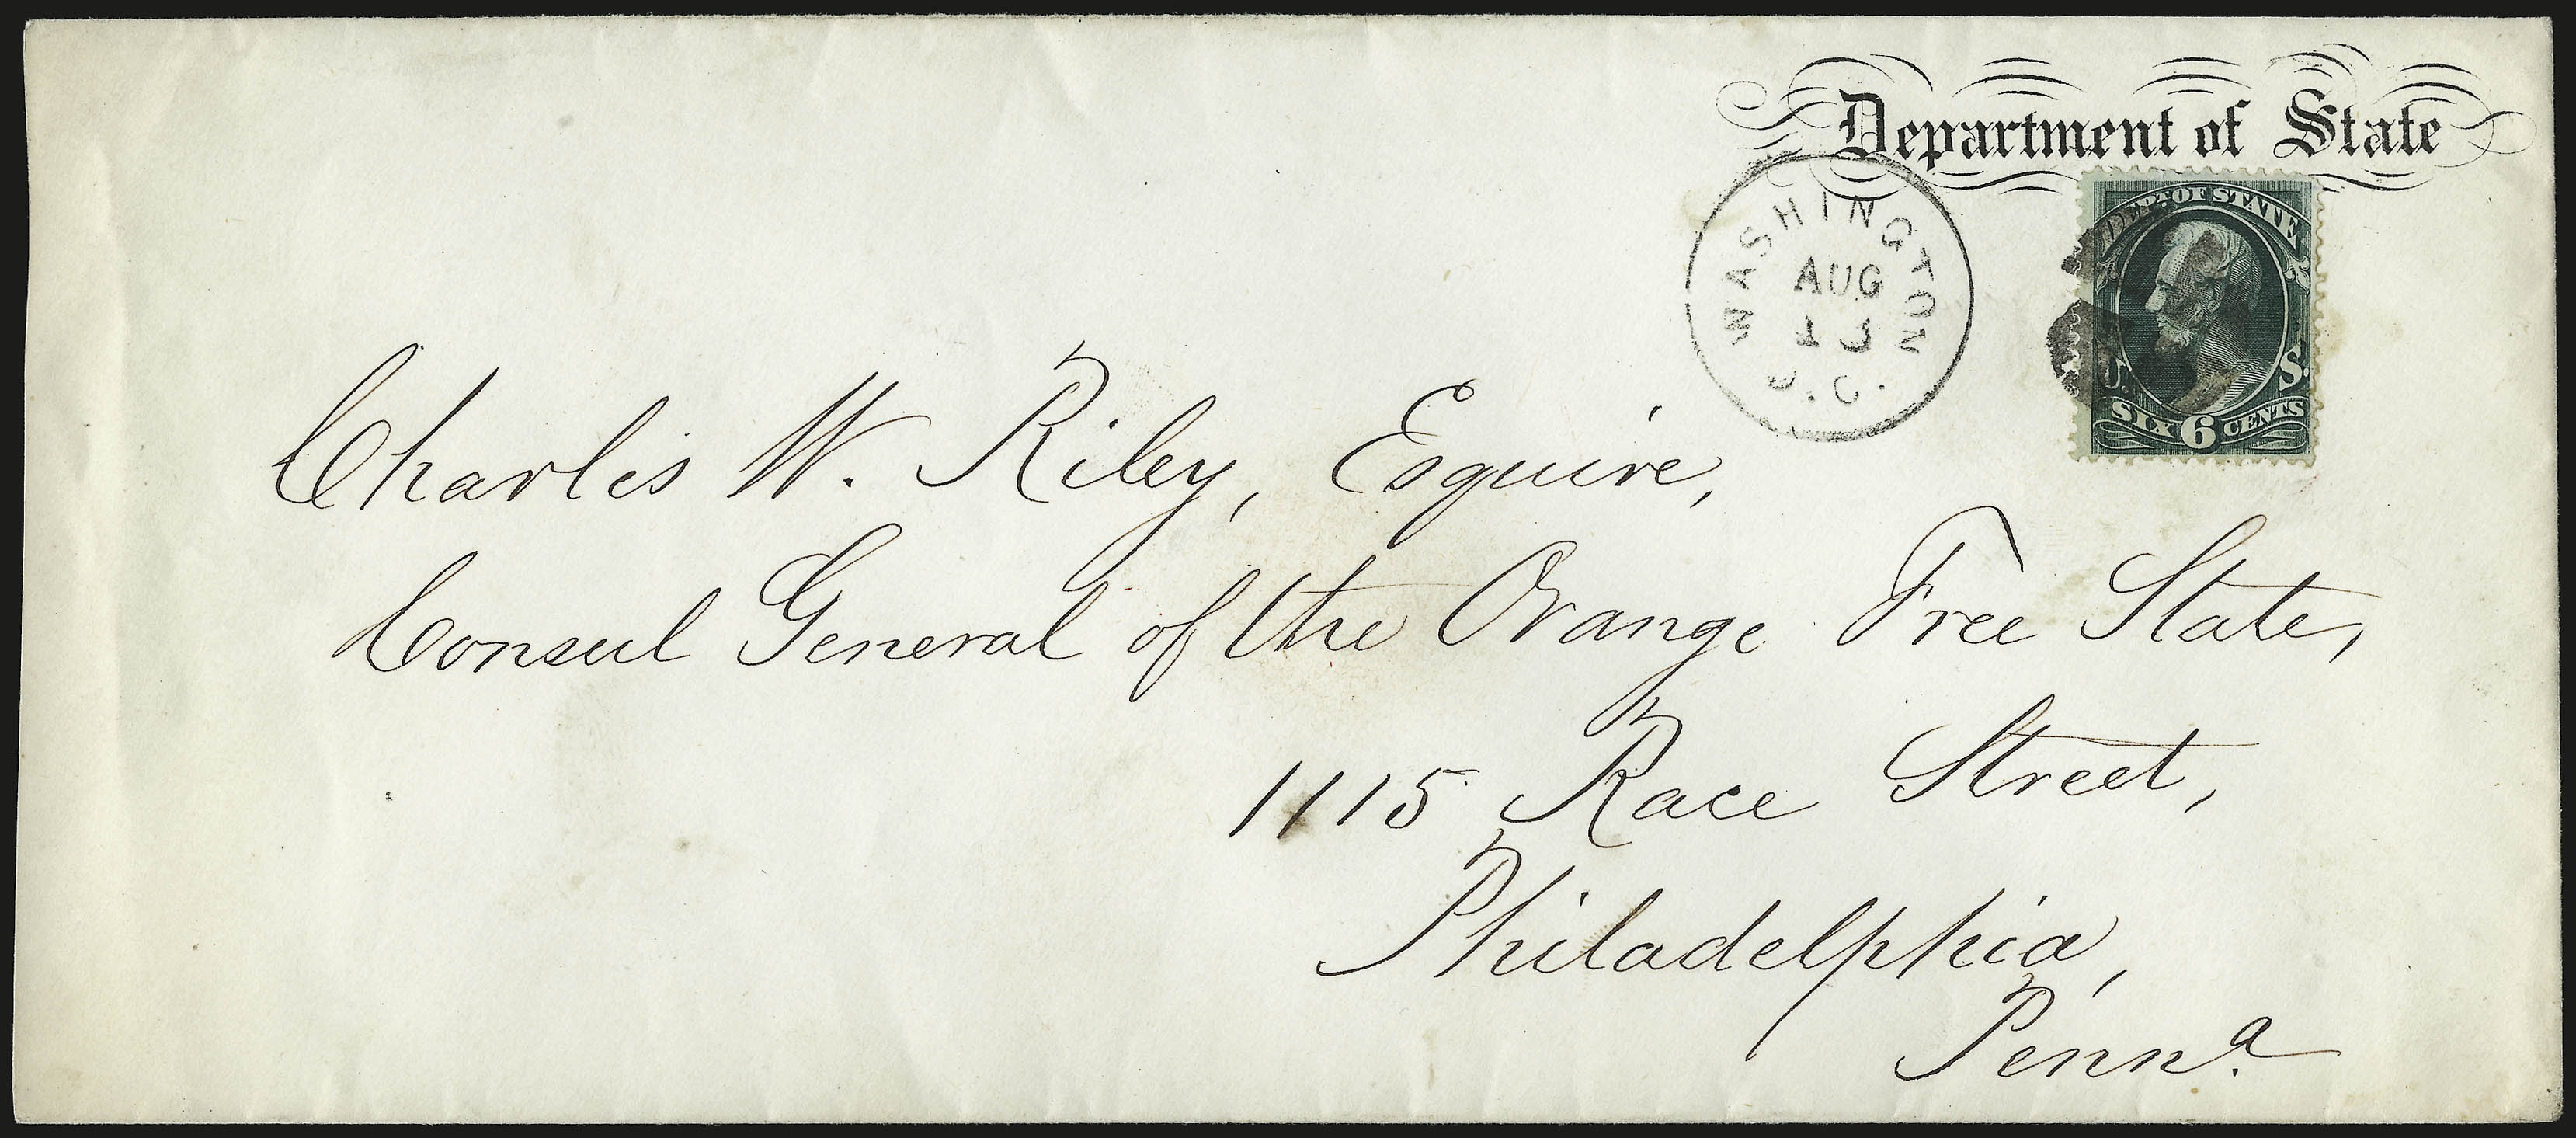 Department of State
WASHINGTON
AUG
13
D.C.
DEPT. OF STATE
U. S.
SIX 6 CENTS
Charles W. Riley, Esquire,
Consul General of the Orange Free State,
1115 Race Street,
Philadelphia,
Penna.